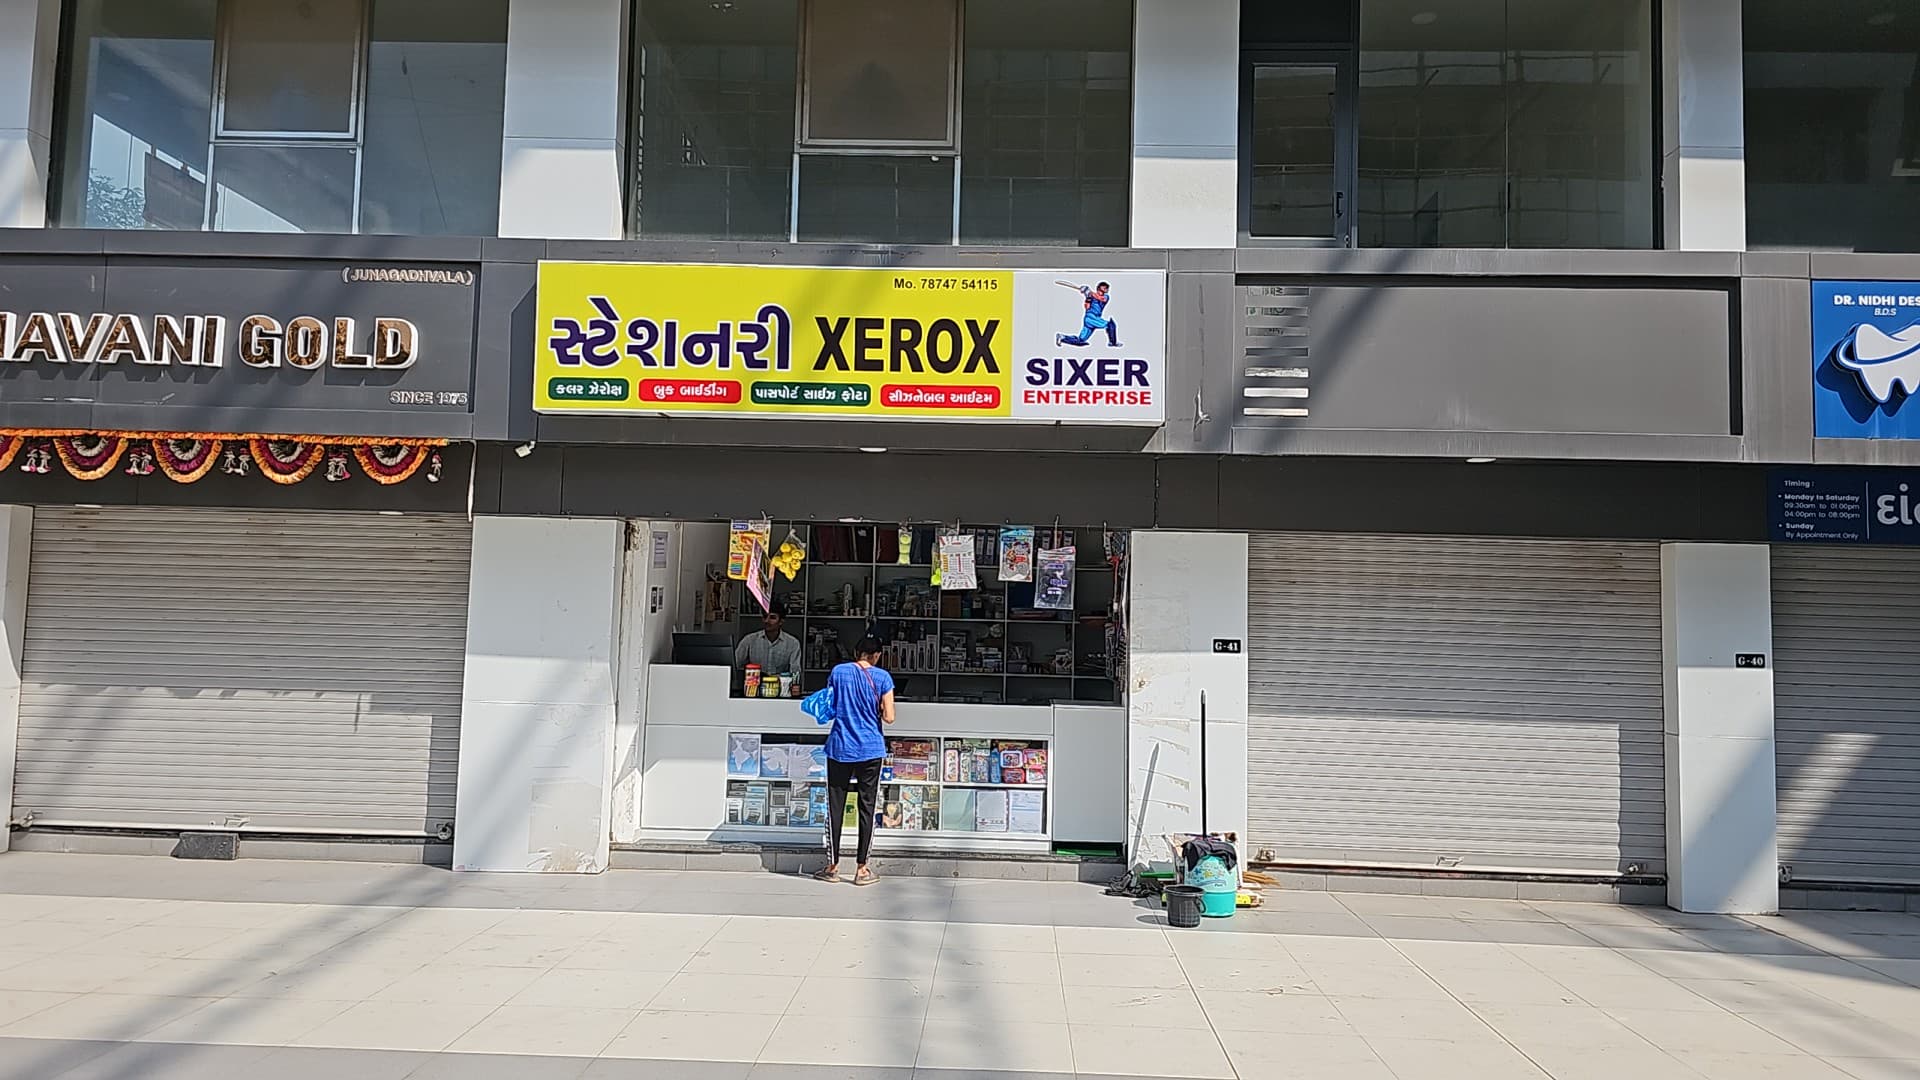 (JUNAGADHVALA)
GOLD
SINCE 1975
Mo. 78747 54115
સ્ટેશનરી XEROX
કલર ઝેરોક્ષ
બુક બાઈડીંગ
પાસપોર્ટ સાઈઝ ફોટા
સીઝનેબલ આઈટમ
SIXER
ENTERPRISE
DR. NIDHI
B.D.S
Timing :
• Monday to Saturday
09:30am to 01:00pm
04:00pm to 08:00pm
• Sunday
By Appointment Only
G-41
G-40